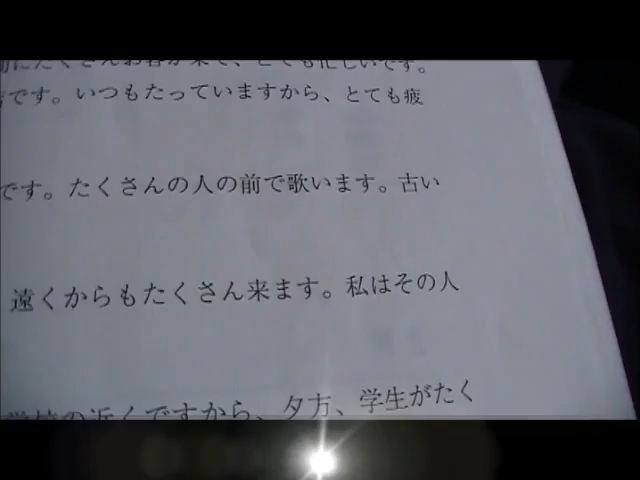 にたくさんお客が来て、とても忙しいです。
です。いつもたっていますから、とても疲
です。たくさんの人の前で歌います。古い
遠くからもたくさん来ます。私はその人
学校の近くですから、夕方、学生がたく